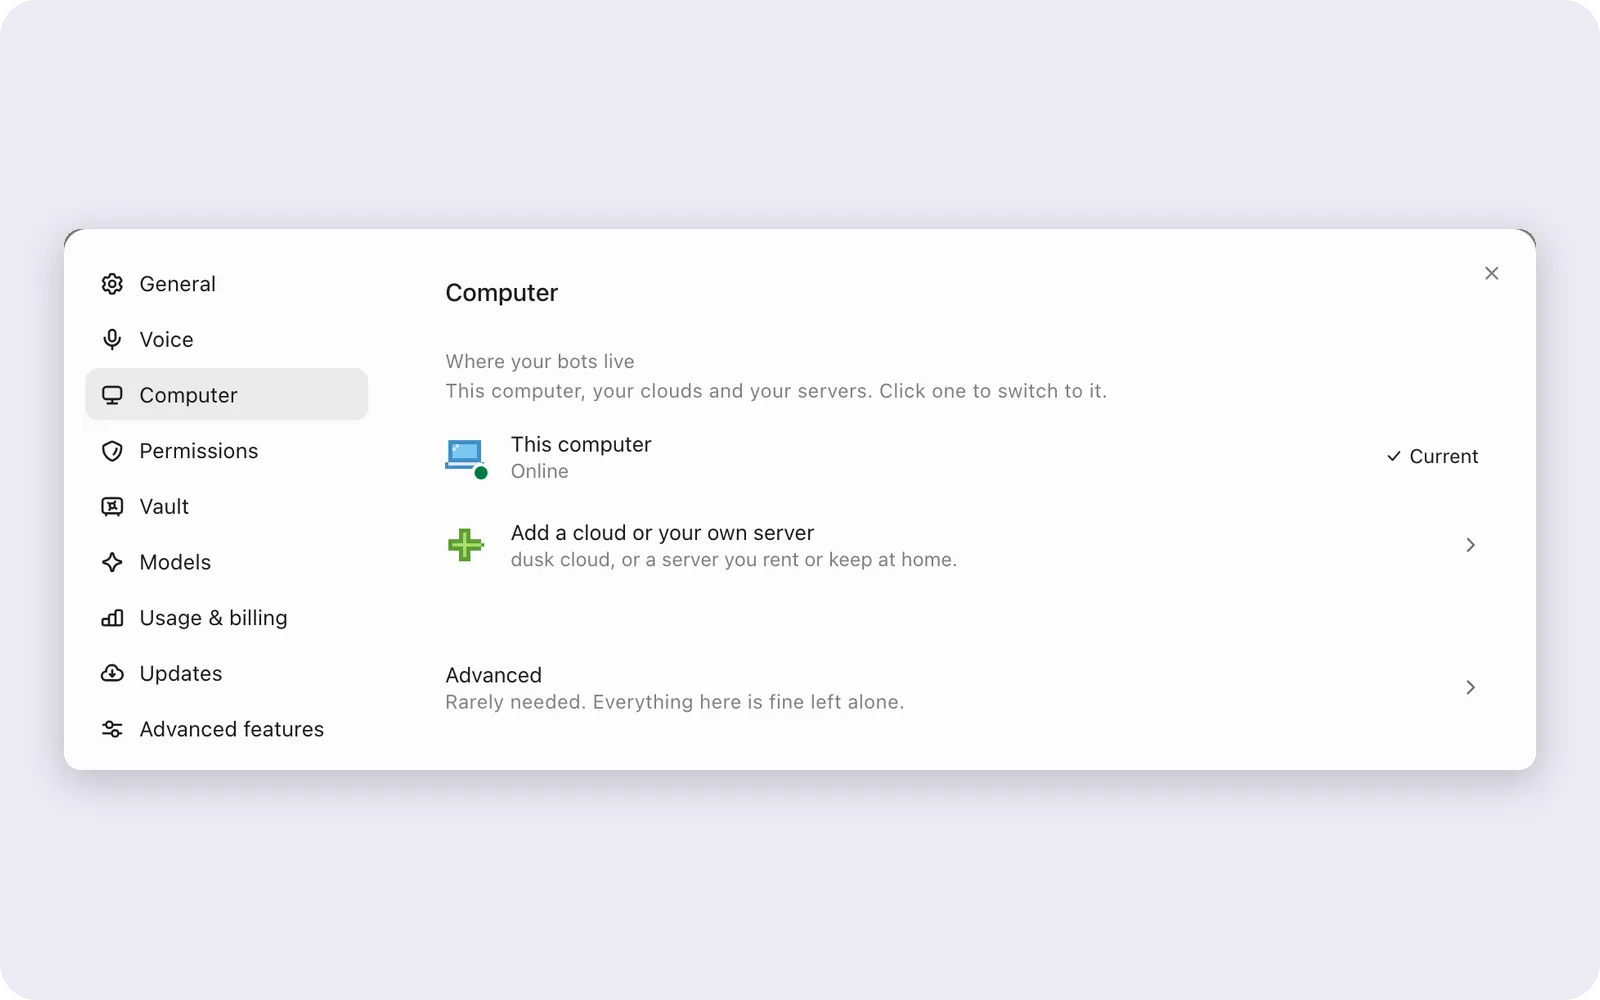 General
Voice
Computer
Permissions
Vault
Models
Usage & billing
Updates
Advanced features
Computer
Where your bots live
This computer, your clouds and your servers. Click one to switch to it.
This computer
Online
Current
Add a cloud or your own server
dusk cloud, or a server you rent or keep at home.
Advanced
Rarely needed. Everything here is fine left alone.